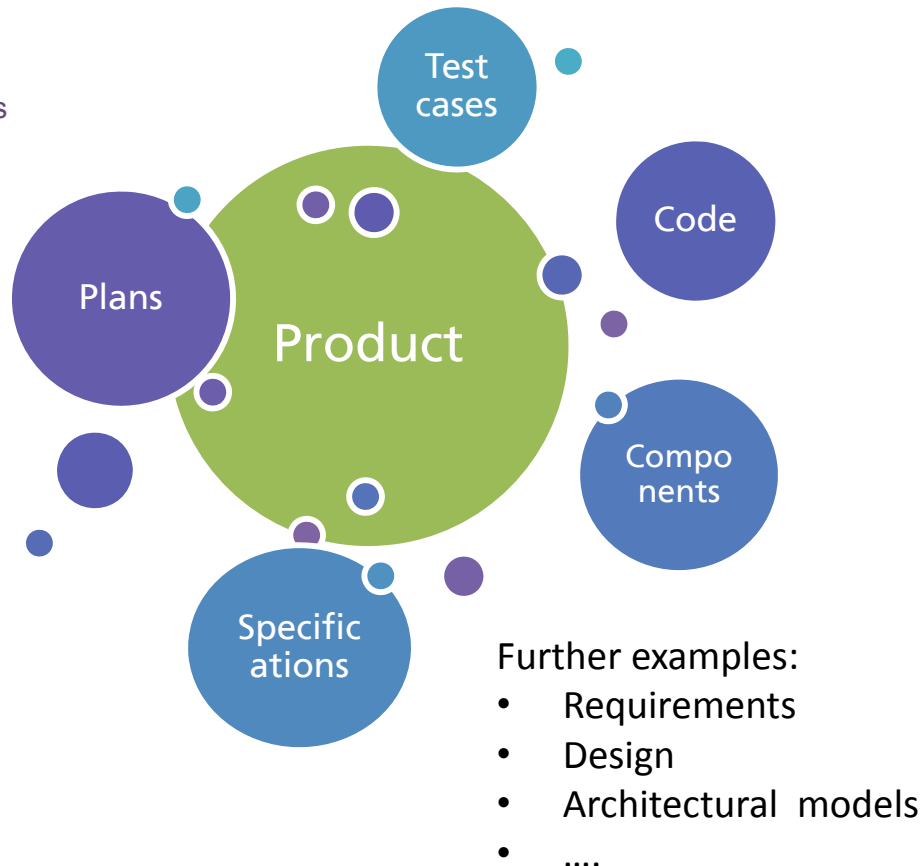 Test
cases
s
Code
Plans
Product
Compo
nents
Specific
ations
Further examples:
• Requirements
• Design
• Architectural models
• ....